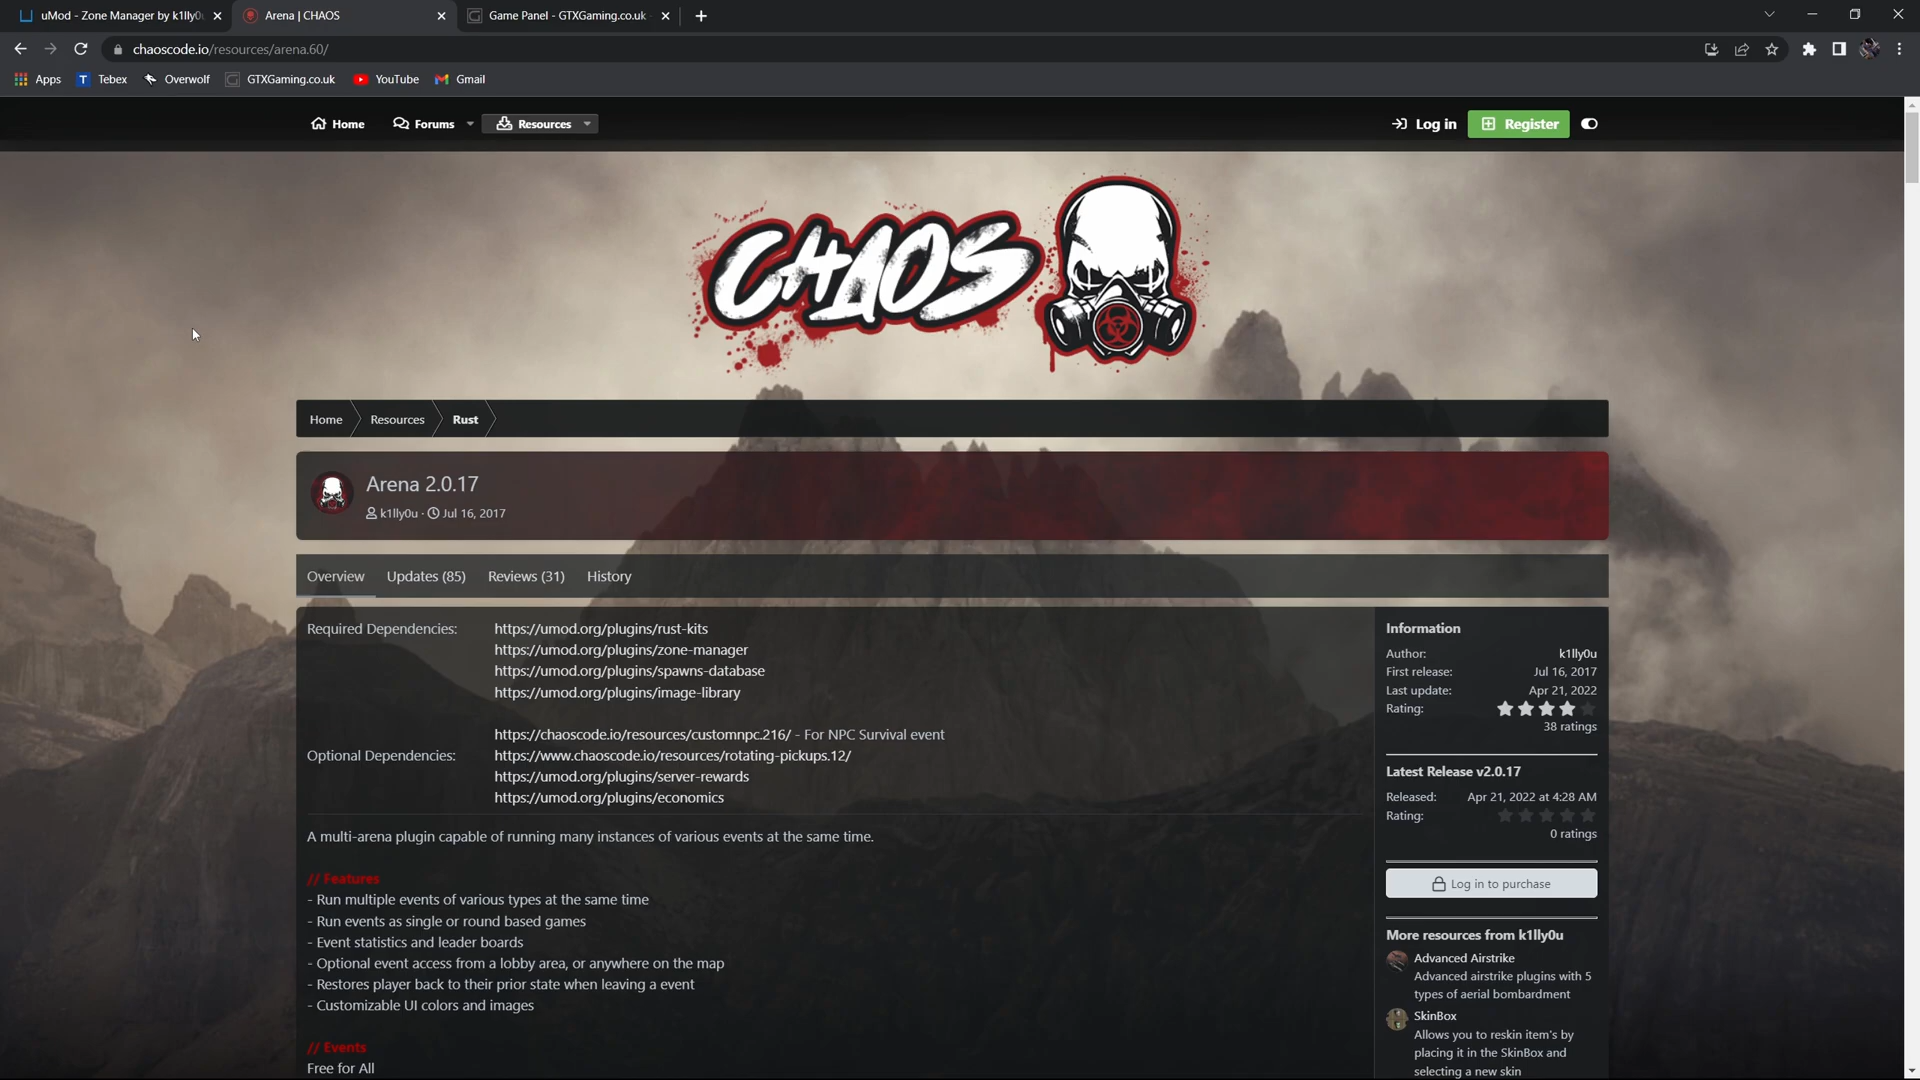 uMod - Zone Manager by k1lly0u
Arena | CHAOS
Game Panel - GTXGaming.co.uk
chaoscode.io/resources/arena.60/
Apps
Tebex
Overwolf
GTXGaming.co.uk
YouTube
Gmail
Home
Forums
Resources
Log in
Register
CHAOS
Home
Resources
Rust
Arena 2.0.17
k1lly0u · Jul 16, 2017
Overview
Updates (85)
Reviews (31)
History
Required Dependencies:
https://umod.org/plugins/rust-kits
https://umod.org/plugins/zone-manager
https://umod.org/plugins/spawns-database
https://umod.org/plugins/image-library
Optional Dependencies:
https://chaoscode.io/resources/customnpc.216/ - For NPC Survival event
https://www.chaoscode.io/resources/rotating-pickups.12/
https://umod.org/plugins/server-rewards
https://umod.org/plugins/economics
A multi-arena plugin capable of running many instances of various events at the same time.
// Features
- Run multiple events of various types at the same time
- Run events as single or round based games
- Event statistics and leader boards
- Optional event access from a lobby area, or anywhere on the map
- Restores player back to their prior state when leaving a event
- Customizable UI colors and images
// Events
Free for All
Information
Author: k1lly0u
First release: Jul 16, 2017
Last update: Apr 21, 2022
Rating:
38 ratings
Latest Release v2.0.17
Released: Apr 21, 2022 at 4:28 AM
Rating:
0 ratings
Log in to purchase
More resources from k1lly0u
Advanced Airstrike
Advanced airstrike plugins with 5
types of aerial bombardment
SkinBox
Allows you to reskin item's by
placing it in the SkinBox and
selecting a new skin